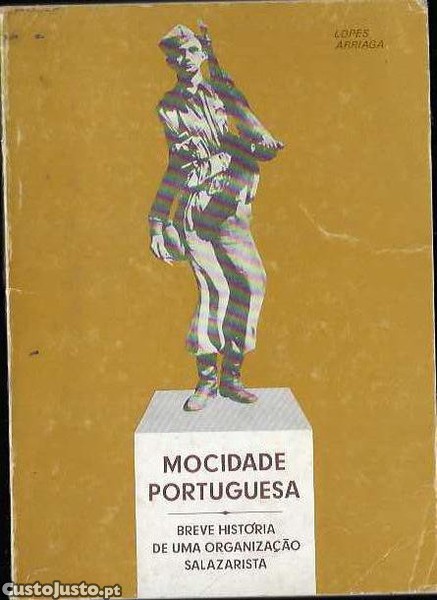 LOPES
ARRIAGA
MOCIDADE
PORTUGUESA
BREVE HISTÓRIA
DE UMA ORGANIZAÇÃO
SALAZARISTA
CustoJusto.pt